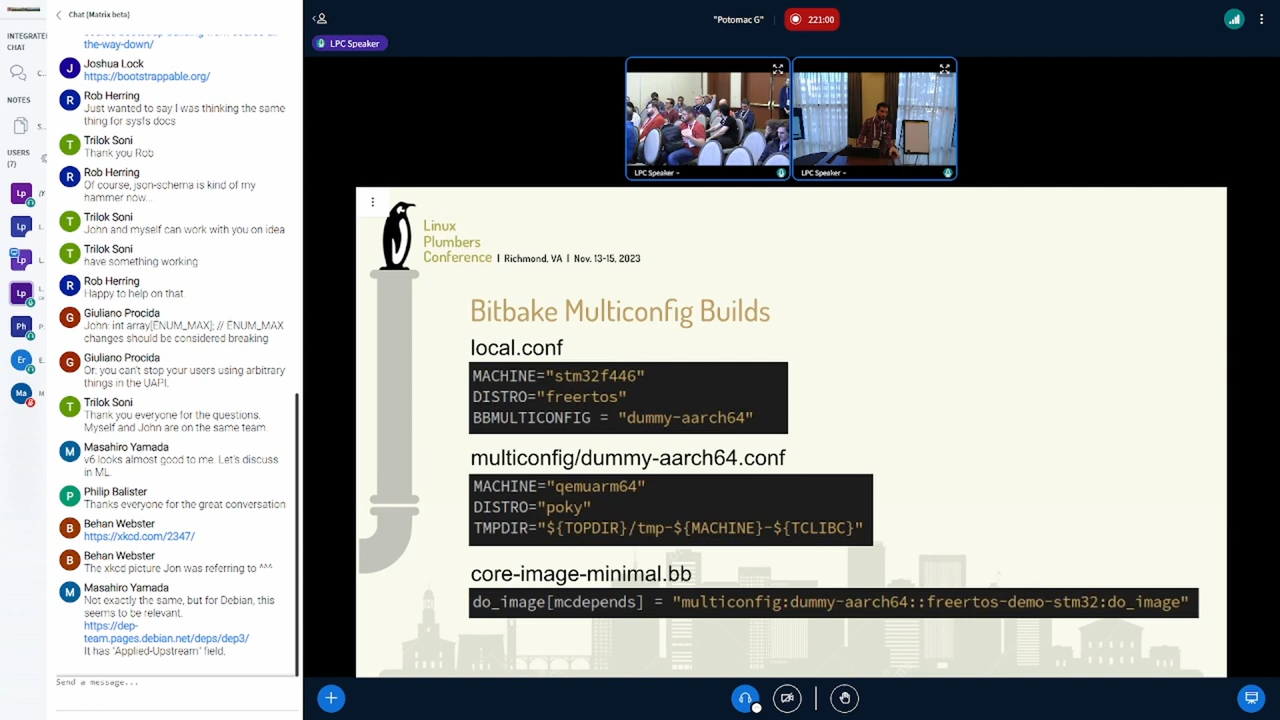 Chat [Matrix beta]
INTEGRATE
CHAT
C...
NOTES
S...
USERS
(7)
Lp
Lp
L...
Lp
L...
Lp
Ph
P...
Er
E...
Ma
M
the-way-down/
J
Joshua Lock
https://bootstrappable.org/
R
Rob Herring
Just wanted to say I was thinking the same
thing for sysfs docs
T
Trilok Soni
Thank you Rob
R
Rob Herring
Of course, json-schema is kind of my
hammer now...
T
Trilok Soni
John and myself can work with you on idea
T
Trilok Soni
have something working
R
Rob Herring
Happy to help on that.
G
Giuliano Procida
John: int array[ENUM_MAX]; // ENUM_MAX
changes should be considered breaking
G
Giuliano Procida
Or: you can't stop your users using arbitrary
things in the UAPI.
T
Trilok Soni
Thank you everyone for the questions.
Myself and John are on the same team.
M
Masahiro Yamada
v6 looks almost good to me. Let's discuss
in ML.
P
Philip Balister
Thanks everyone for the great conversation
B
Behan Webster
https://xkcd.com/2347/
B
Behan Webster
The xkcd picture Jon was referring to ^^^
M
Masahiro Yamada
Not exactly the same, but for Debian, this
seems to be relevant.
https://dep-
team.pages.debian.net/deps/dep3/
It has 'Applied-Upstream' field.
Send a message...
"Potomac G"
221:00
LPC Speaker
LPC Speaker
LPC Speaker
Linux
Plumbers
Conference | Richmond, VA | Nov. 13-15, 2023
Bitbake Multiconfig Builds
local.conf
MACHINE="stm32f446"
DISTRO="freertos"
BBMULTICONFIG = "dummy-aarch64"
multiconfig/dummy-aarch64.conf
MACHINE="qemuarm64"
DISTRO="poky"
TMPDIR="${TOPDIR}/tmp-${MACHINE}-${TCLIBC}"
core-image-minimal.bb
do_image[mcdepends] = "multiconfig:dummy-aarch64::freertos-demo-stm32:do_image"